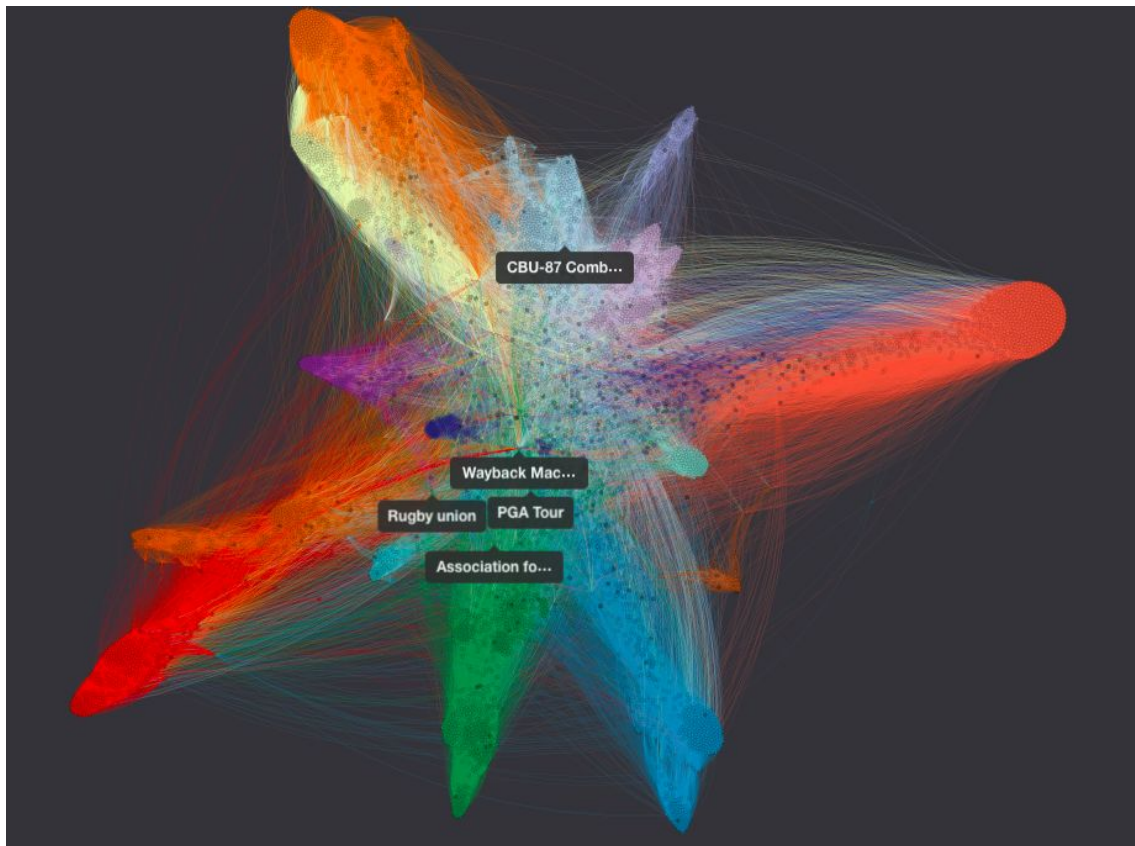 CBU-87 Comb...
Wayback Mac...
Rugby union
PGA Tour
Association fo...